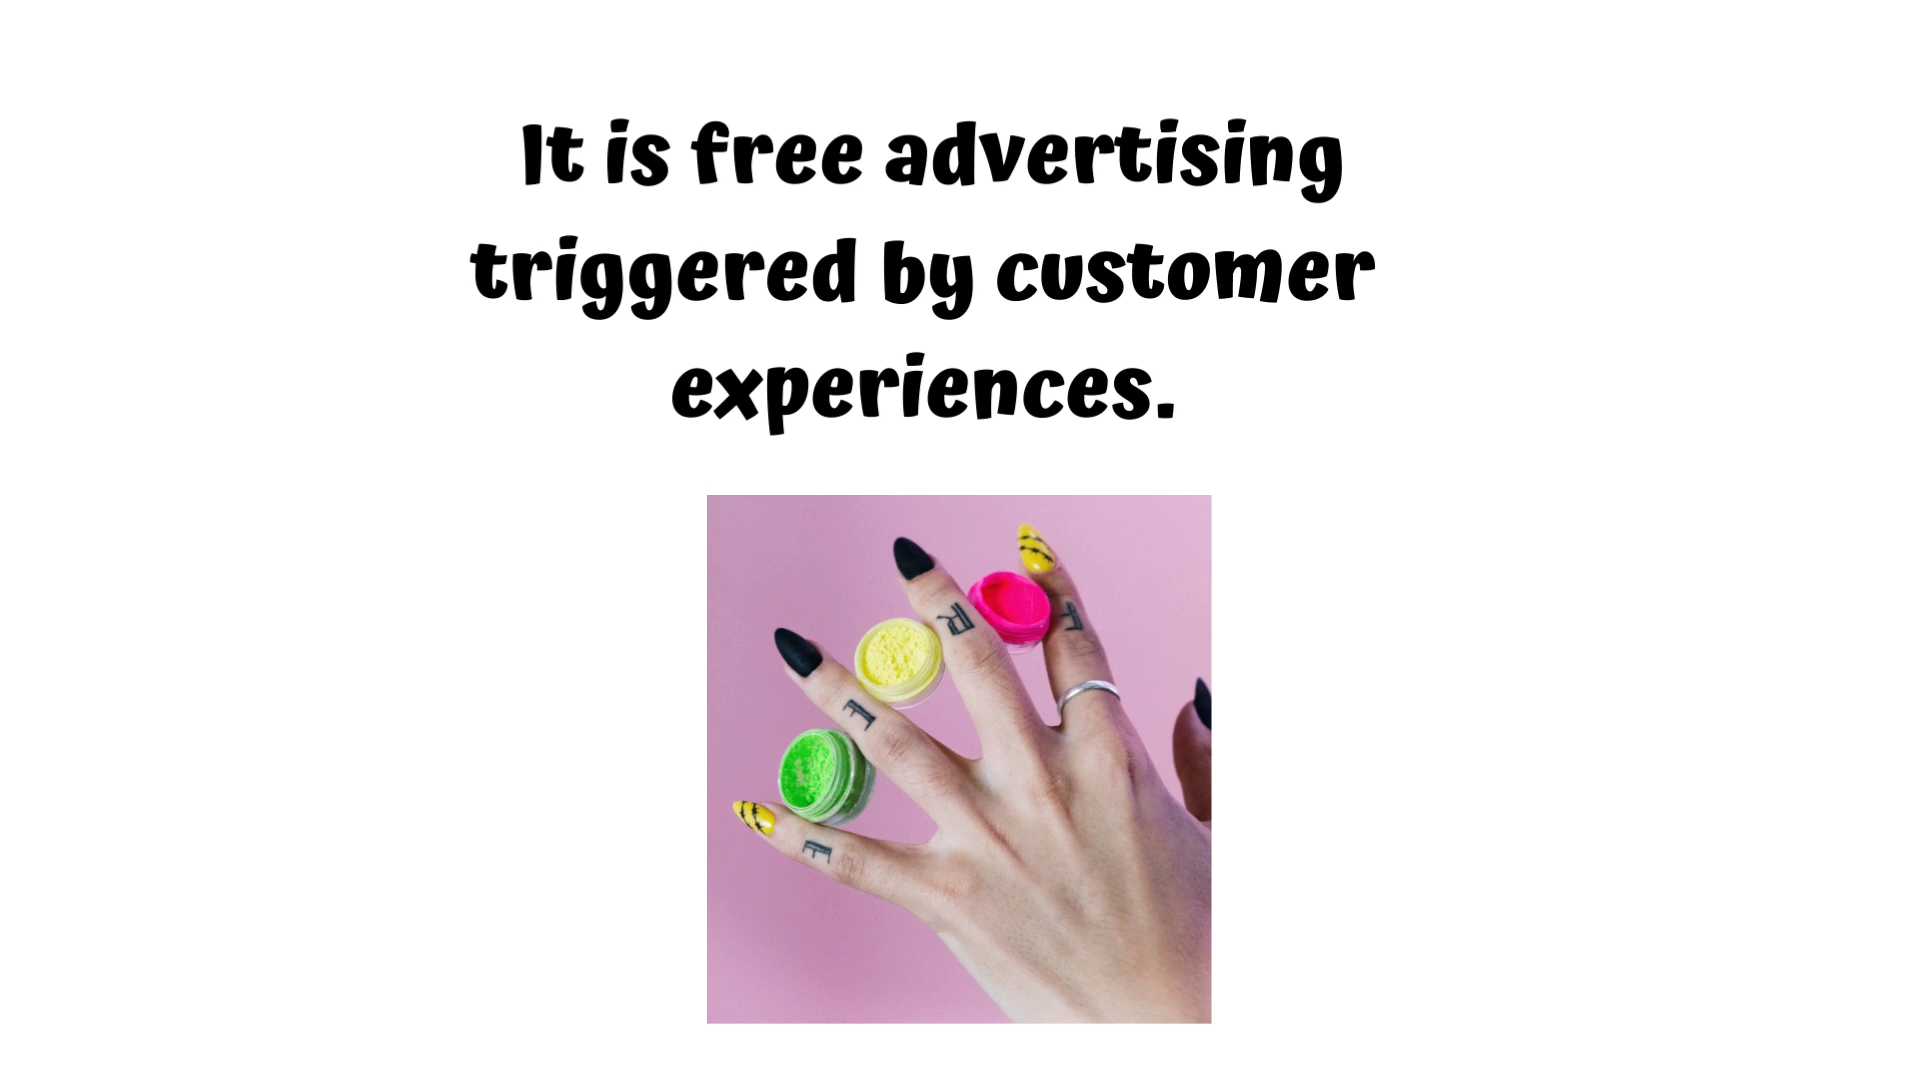 It is free advertising
triggered by customer
experiences.
F
R
E
E